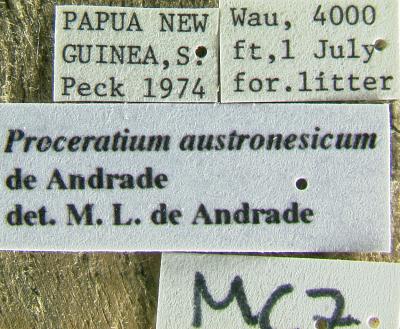 PAPUA NEW
GUINEA, S.
Peck 1974
Wau, 4000
ft,1 July
for.litter
Proceratium austronesicum
de Andrade
det. M. L. de Andrade
MCZ